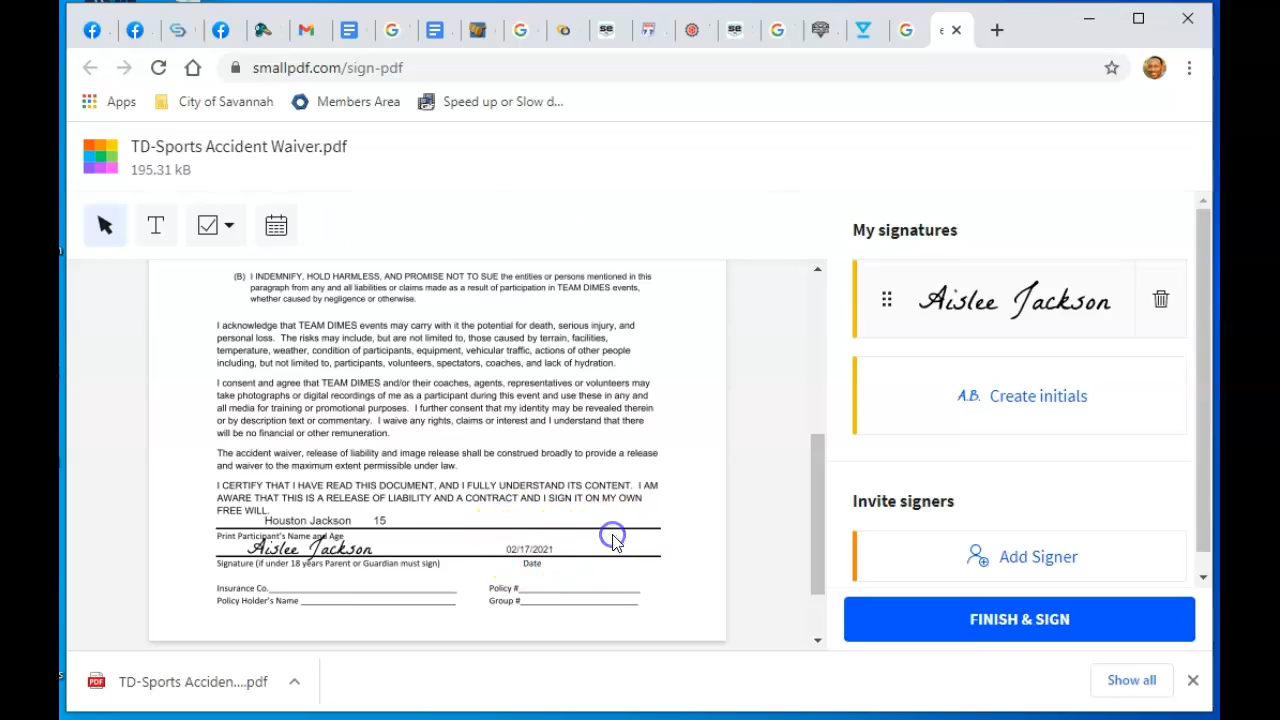 smallpdf.com/sign-pdf
Apps
City of Savannah
Members Area
Speed up or Slow d...
TD-Sports Accident Waiver.pdf
195.31 kB
T
My signatures
Aislee Jackson
A.B. Create initials
Invite signers
Add Signer
FINISH & SIGN
(B) I INDEMNIFY, HOLD HARMLESS, AND PROMISE NOT TO SUE the entities or persons mentioned in this
paragraph from any and all liabilities or claims made as a result of participation in TEAM DIMES events,
whether caused by negligence or otherwise.
I acknowledge that TEAM DIMES events may carry with it the potential for death, serious injury, and
personal loss. The risks may include, but are not limited to, those caused by terrain, facilities,
temperature, weather, condition of participants, equipment, vehicular traffic, actions of other people
including, but not limited to, participants, volunteers, spectators, coaches, and lack of hydration.
I consent and agree that TEAM DIMES and/or their coaches, agents, representatives or volunteers may
take photographs or digital recordings of me as a participant during this event and use these in any and
all media for training or promotional purposes. I further consent that my identity may be revealed therein
or by description text or commentary. I waive any rights, claims or interest and I understand that there
will be no financial or other remuneration.
The accident waiver, release of liability and image release shall be construed broadly to provide a release
and waiver to the maximum extent permissible under law.
I CERTIFY THAT I HAVE READ THIS DOCUMENT, AND I FULLY UNDERSTAND ITS CONTENT. I AM
AWARE THAT THIS IS A RELEASE OF LIABILITY AND A CONTRACT AND I SIGN IT ON MY OWN
FREE WILL.
Houston Jackson 15
Print Participant's Name and Age
Aislee Jackson 02/17/2021
Signature (if under 18 years Parent or Guardian must sign) Date
Insurance Co. Policy #
Policy Holder's Name Group #
TD-Sports Acciden....pdf
Show all